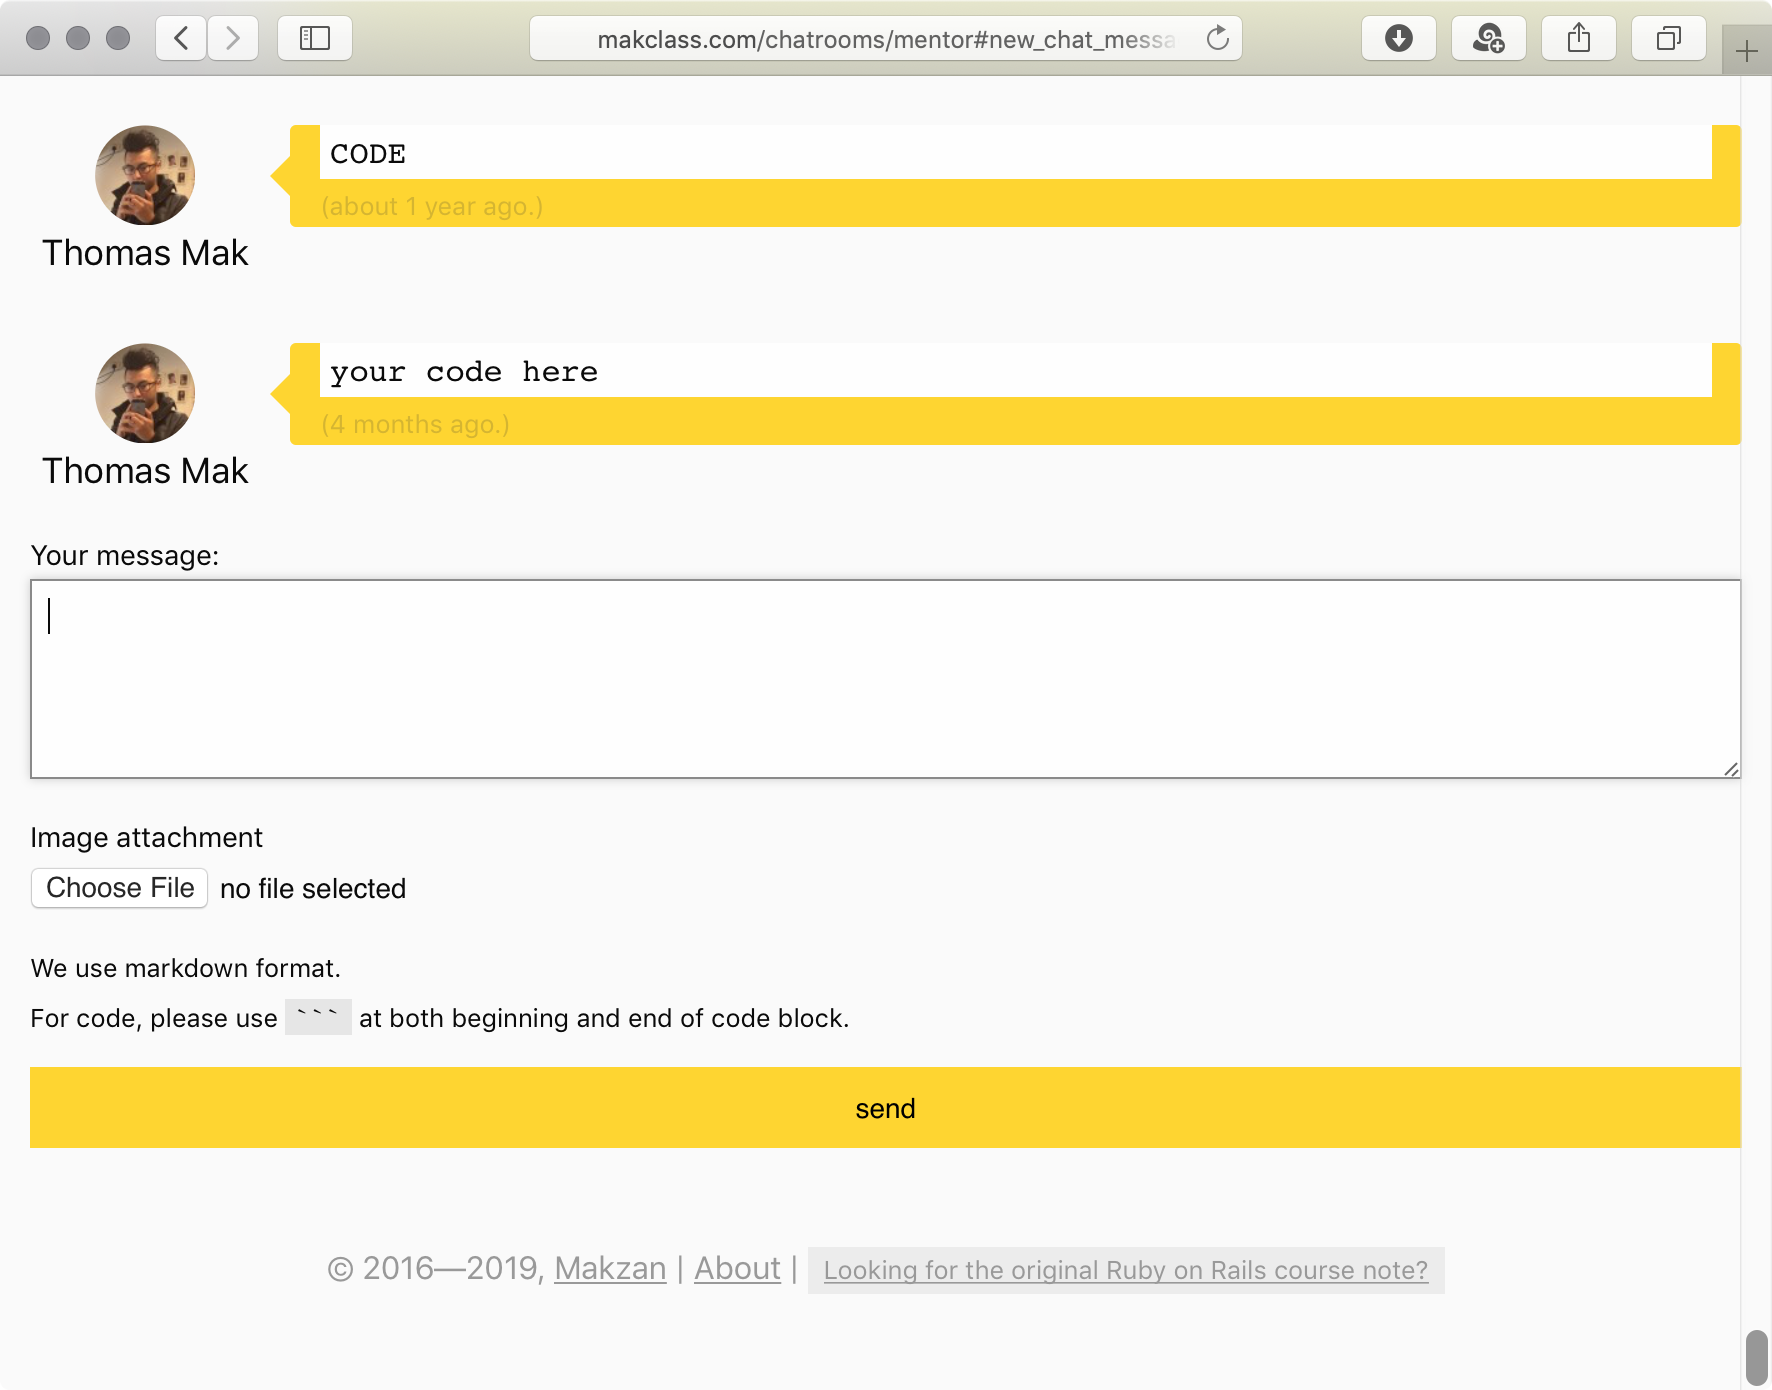 makclass.com/chatrooms/mentor#new_chat_messa
CODE
(about 1 year ago.)
Thomas Mak
your code here
(4 months ago.)
Thomas Mak
Your message:
Image attachment
Choose File no file selected
We use markdown format.
For code, please use ``` at both beginning and end of code block.
send
© 2016—2019, Makzan | About | Looking for the original Ruby on Rails course note?